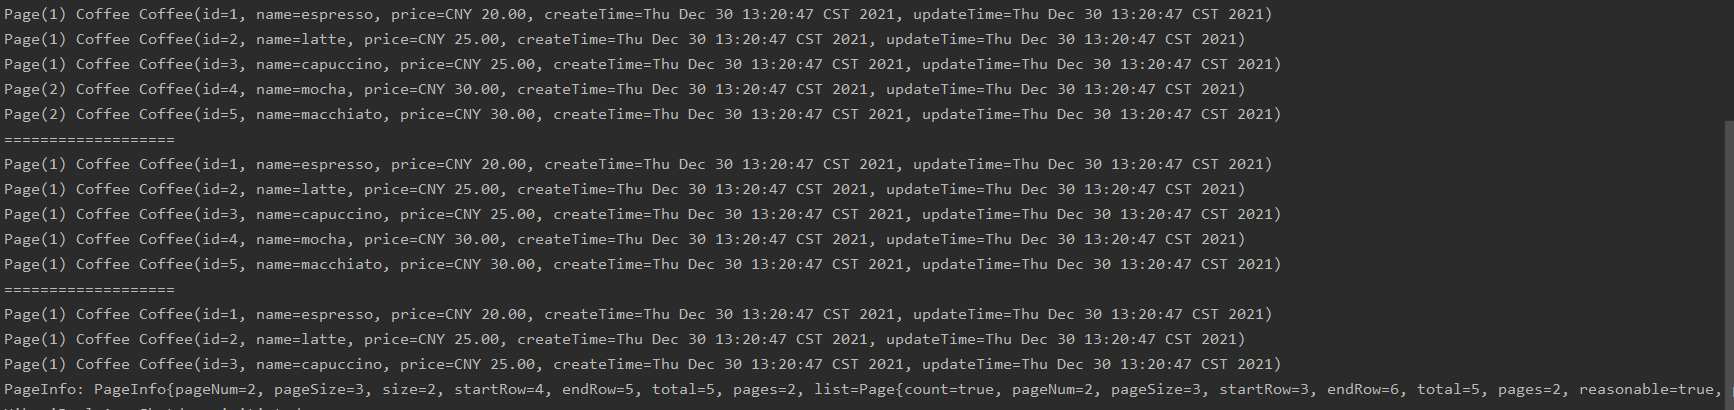 Page(1) Coffee Coffee(id=1, name=espresso, price=CNY 20.00, createTime=Thu Dec 30 13:20:47 CST 2021, updateTime=Thu Dec 30 13:20:47 CST 2021)
Page(1) Coffee Coffee(id=2, name=latte, price=CNY 25.00, createTime=Thu Dec 30 13:20:47 CST 2021, updateTime=Thu Dec 30 13:20:47 CST 2021)
Page(1) Coffee Coffee(id=3, name=capuccino, price=CNY 25.00, createTime=Thu Dec 30 13:20:47 CST 2021, updateTime=Thu Dec 30 13:20:47 CST 2021)
Page(2) Coffee Coffee(id=4, name=mocha, price=CNY 30.00, createTime=Thu Dec 30 13:20:47 CST 2021, updateTime=Thu Dec 30 13:20:47 CST 2021)
Page(2) Coffee Coffee(id=5, name=macchiato, price=CNY 30.00, createTime=Thu Dec 30 13:20:47 CST 2021, updateTime=Thu Dec 30 13:20:47 CST 2021)
===================
Page(1) Coffee Coffee(id=1, name=espresso, price=CNY 20.00, createTime=Thu Dec 30 13:20:47 CST 2021, updateTime=Thu Dec 30 13:20:47 CST 2021)
Page(1) Coffee Coffee(id=2, name=latte, price=CNY 25.00, createTime=Thu Dec 30 13:20:47 CST 2021, updateTime=Thu Dec 30 13:20:47 CST 2021)
Page(1) Coffee Coffee(id=3, name=capuccino, price=CNY 25.00, createTime=Thu Dec 30 13:20:47 CST 2021, updateTime=Thu Dec 30 13:20:47 CST 2021)
Page(1) Coffee Coffee(id=4, name=mocha, price=CNY 30.00, createTime=Thu Dec 30 13:20:47 CST 2021, updateTime=Thu Dec 30 13:20:47 CST 2021)
Page(1) Coffee Coffee(id=5, name=macchiato, price=CNY 30.00, createTime=Thu Dec 30 13:20:47 CST 2021, updateTime=Thu Dec 30 13:20:47 CST 2021)
===================
Page(1) Coffee Coffee(id=1, name=espresso, price=CNY 20.00, createTime=Thu Dec 30 13:20:47 CST 2021, updateTime=Thu Dec 30 13:20:47 CST 2021)
Page(1) Coffee Coffee(id=2, name=latte, price=CNY 25.00, createTime=Thu Dec 30 13:20:47 CST 2021, updateTime=Thu Dec 30 13:20:47 CST 2021)
Page(1) Coffee Coffee(id=3, name=capuccino, price=CNY 25.00, createTime=Thu Dec 30 13:20:47 CST 2021, updateTime=Thu Dec 30 13:20:47 CST 2021)
PageInfo: PageInfo{pageNum=2, pageSize=3, size=2, startRow=4, endRow=5, total=5, pages=2, list=Page{count=true, pageNum=2, pageSize=3, startRow=3, endRow=6, total=5, pages=2, reasonable=true,